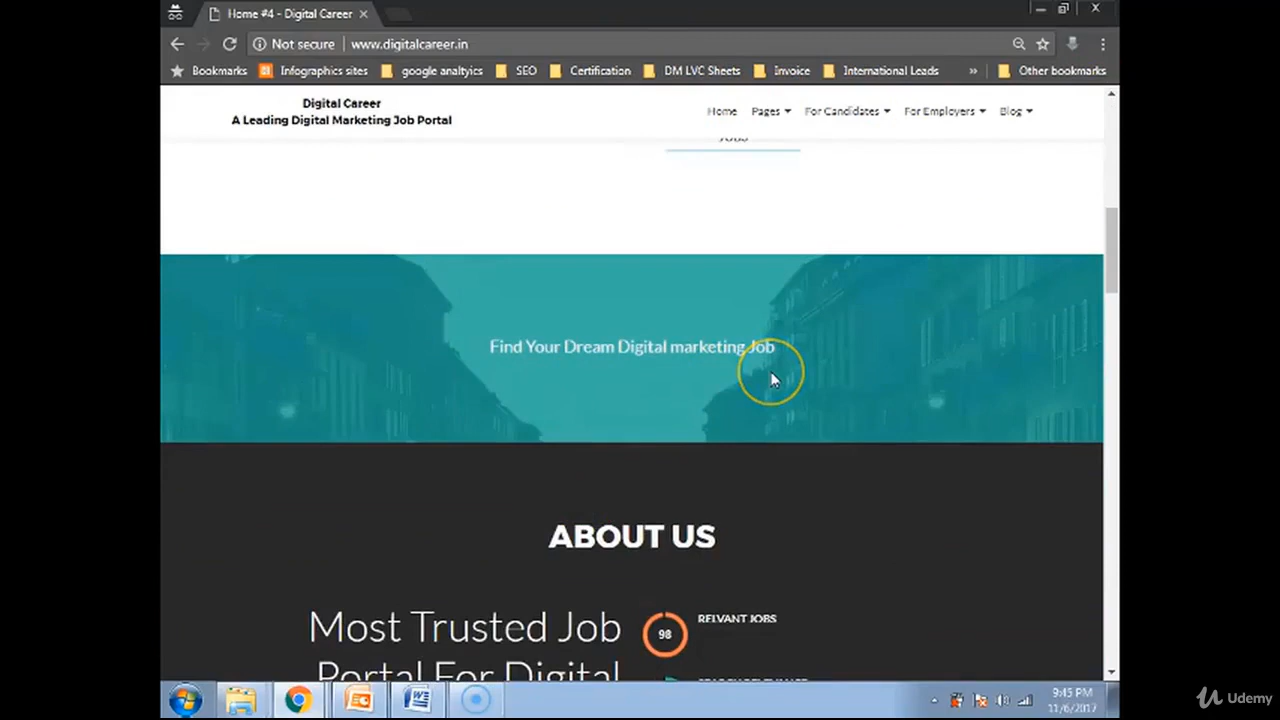 Home #4 - Digital Career
Not secure www.digitalcareer.in
Bookmarks Infographics sites google analtyics SEO Certification DM LVC Sheets Invoice International Leads » Other bookmarks
Digital Career
A Leading Digital Marketing Job Portal
Home Pages For Candidates For Employers Blog
JOBS
Find Your Dream Digital marketing Job
ABOUT US
Most Trusted Job
Portal For Digital
98
RELVANT JOBS
9:45 PM
11/6/2017
Udemy